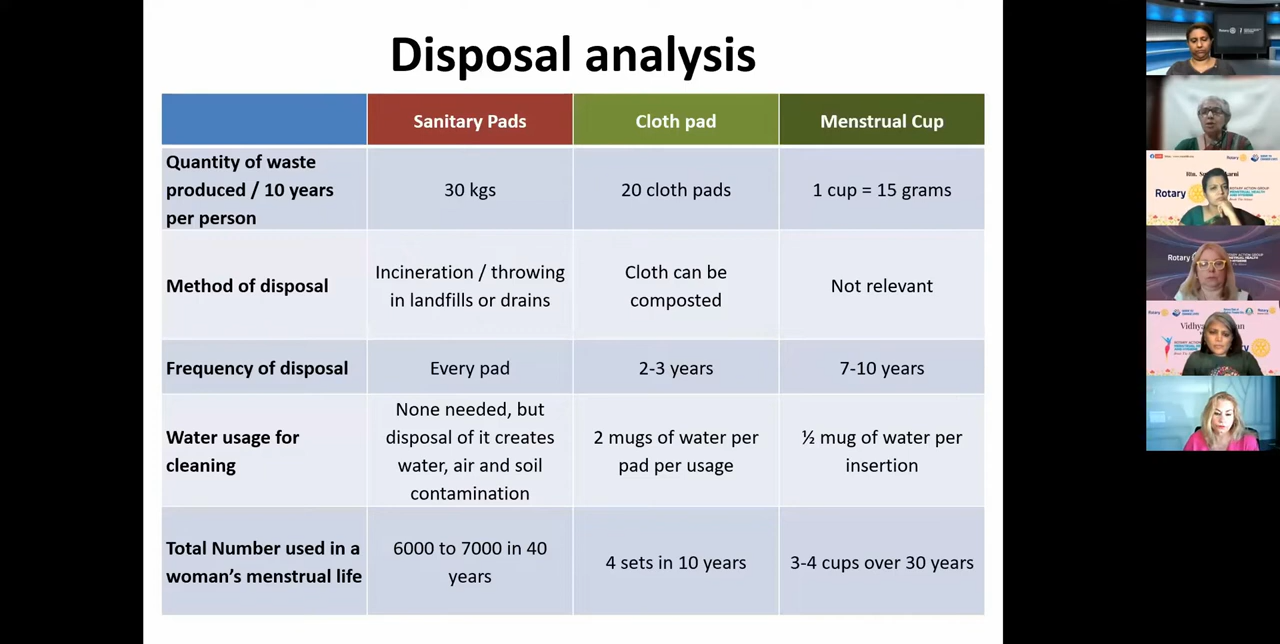 Disposal analysis
Sanitary Pads
Cloth pad
Menstrual Cup
Quantity of waste
produced / 10 years
per person
30 kgs
20 cloth pads
1 cup = 15 grams
Method of disposal
Incineration / throwing
in landfills or drains
Cloth can be
composted
Not relevant
Frequency of disposal
Every pad
2-3 years
7-10 years
Water usage for
cleaning
None needed, but
disposal of it creates
water, air and soil
contamination
2 mugs of water per
pad per usage
½ mug of water per
insertion
Total Number used in a
woman's menstrual life
6000 to 7000 in 40
years
4 sets in 10 years
3-4 cups over 30 years
Rotary
Rotary